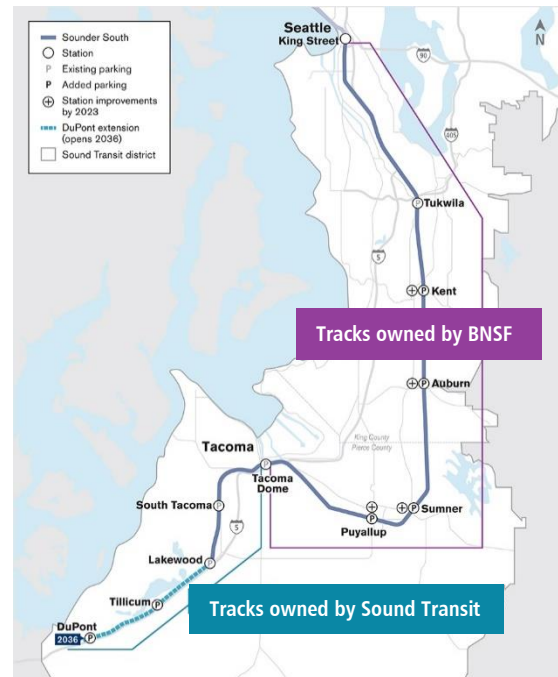 Seattle
King Street
Sounder South
Station
P Existing parking
P Added parking
Station improvements
by 2023
DuPont extension
(opens 2036)
Sound Transit district
90
405
P Tukwila
5
P Kent
Tracks owned by BNSF
P Auburn
King County
Pierce County
Tacoma
P
Tacoma
Dome
South Tacoma P
5
P Sumner
P
Puyallup
Lakewood P
Tillicum P
Tracks owned by Sound Transit
DuPont
2036 P
N